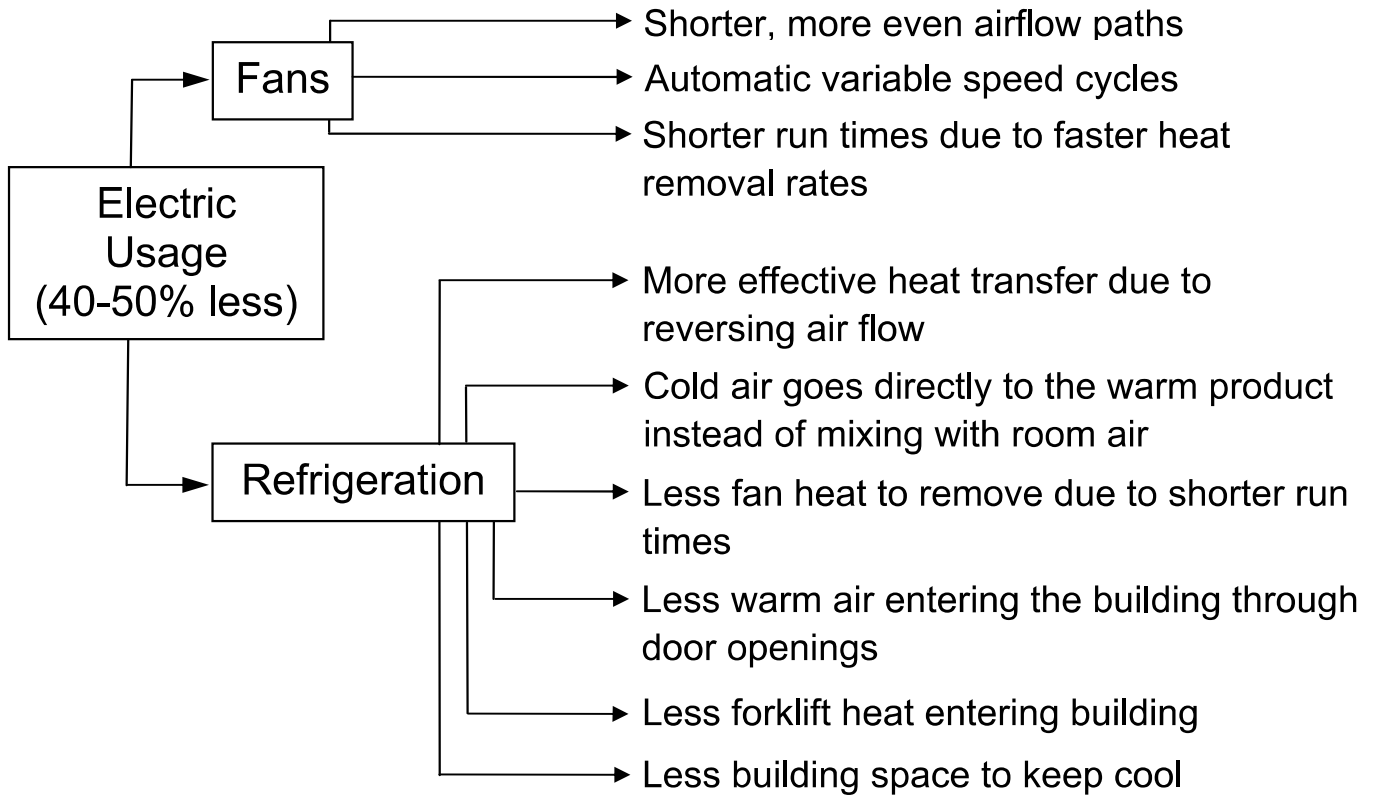 Shorter, more even airflow paths
Fans
Automatic variable speed cycles
Shorter run times due to faster heat
removal rates
Electric
Usage
(40-50% less)
More effective heat transfer due to
reversing air flow
Cold air goes directly to the warm product
instead of mixing with room air
Refrigeration
Less fan heat to remove due to shorter run
times
Less warm air entering the building through
door openings
Less forklift heat entering building
Less building space to keep cool